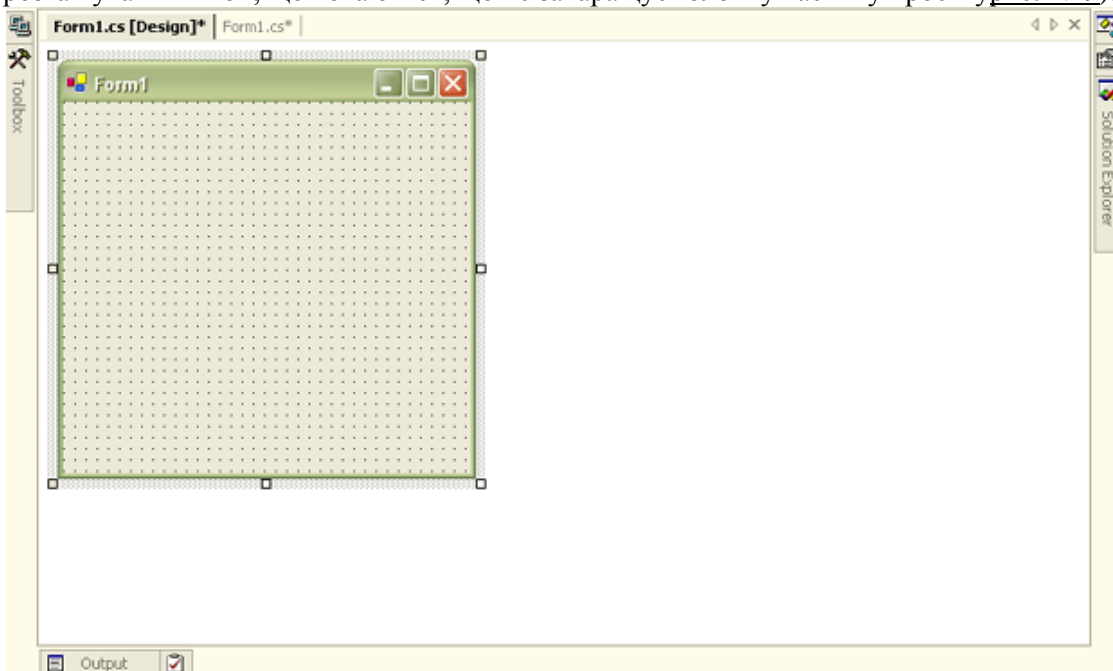 Form1.cs [Design]* Form1.cs*
Toolbox
Form1
Solution Explorer
Output